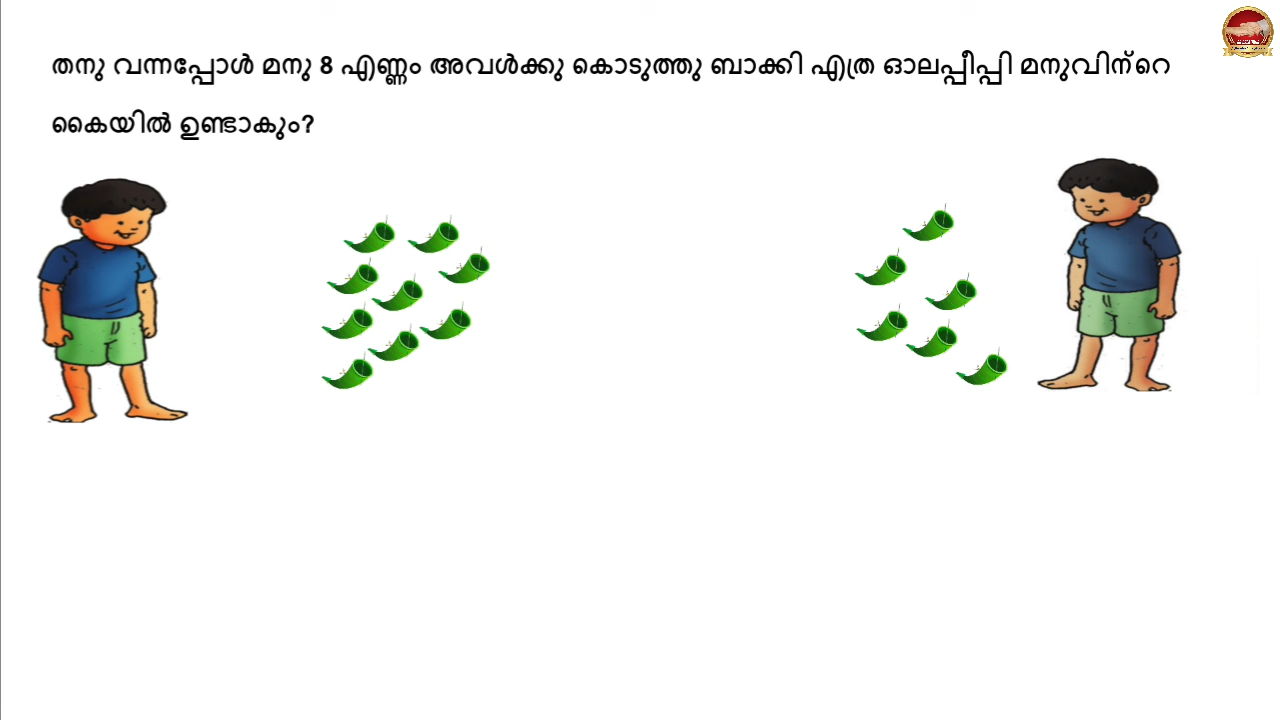 തനു വന്നപ്പോൾ മനു 8 എണ്ണം അവൾക്കു കൊടുത്തു ബാക്കി എത്ര ഓലപ്പീപ്പി മനുവിന്റെ
കൈയിൽ ഉണ്ടാകും?